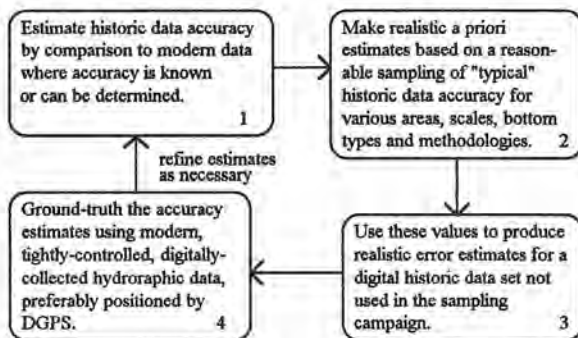 Estimate historic data accuracy
by comparison to modern data
where accuracy is known
or can be determined.
1
Make realistic a priori
estimates based on a reason-
able sampling of "typical"
historic data accuracy for
various areas, scales, bottom
types and methodologies.
2
Use these values to produce
realistic error estimates for a
digital historic data set not
used in the sampling
campaign.
3
Ground-truth the accuracy
estimates using modern,
tightly-controlled, digitally-
collected hydroraphic data,
preferably positioned by
DGPS.
4
refine estimates
as necessary